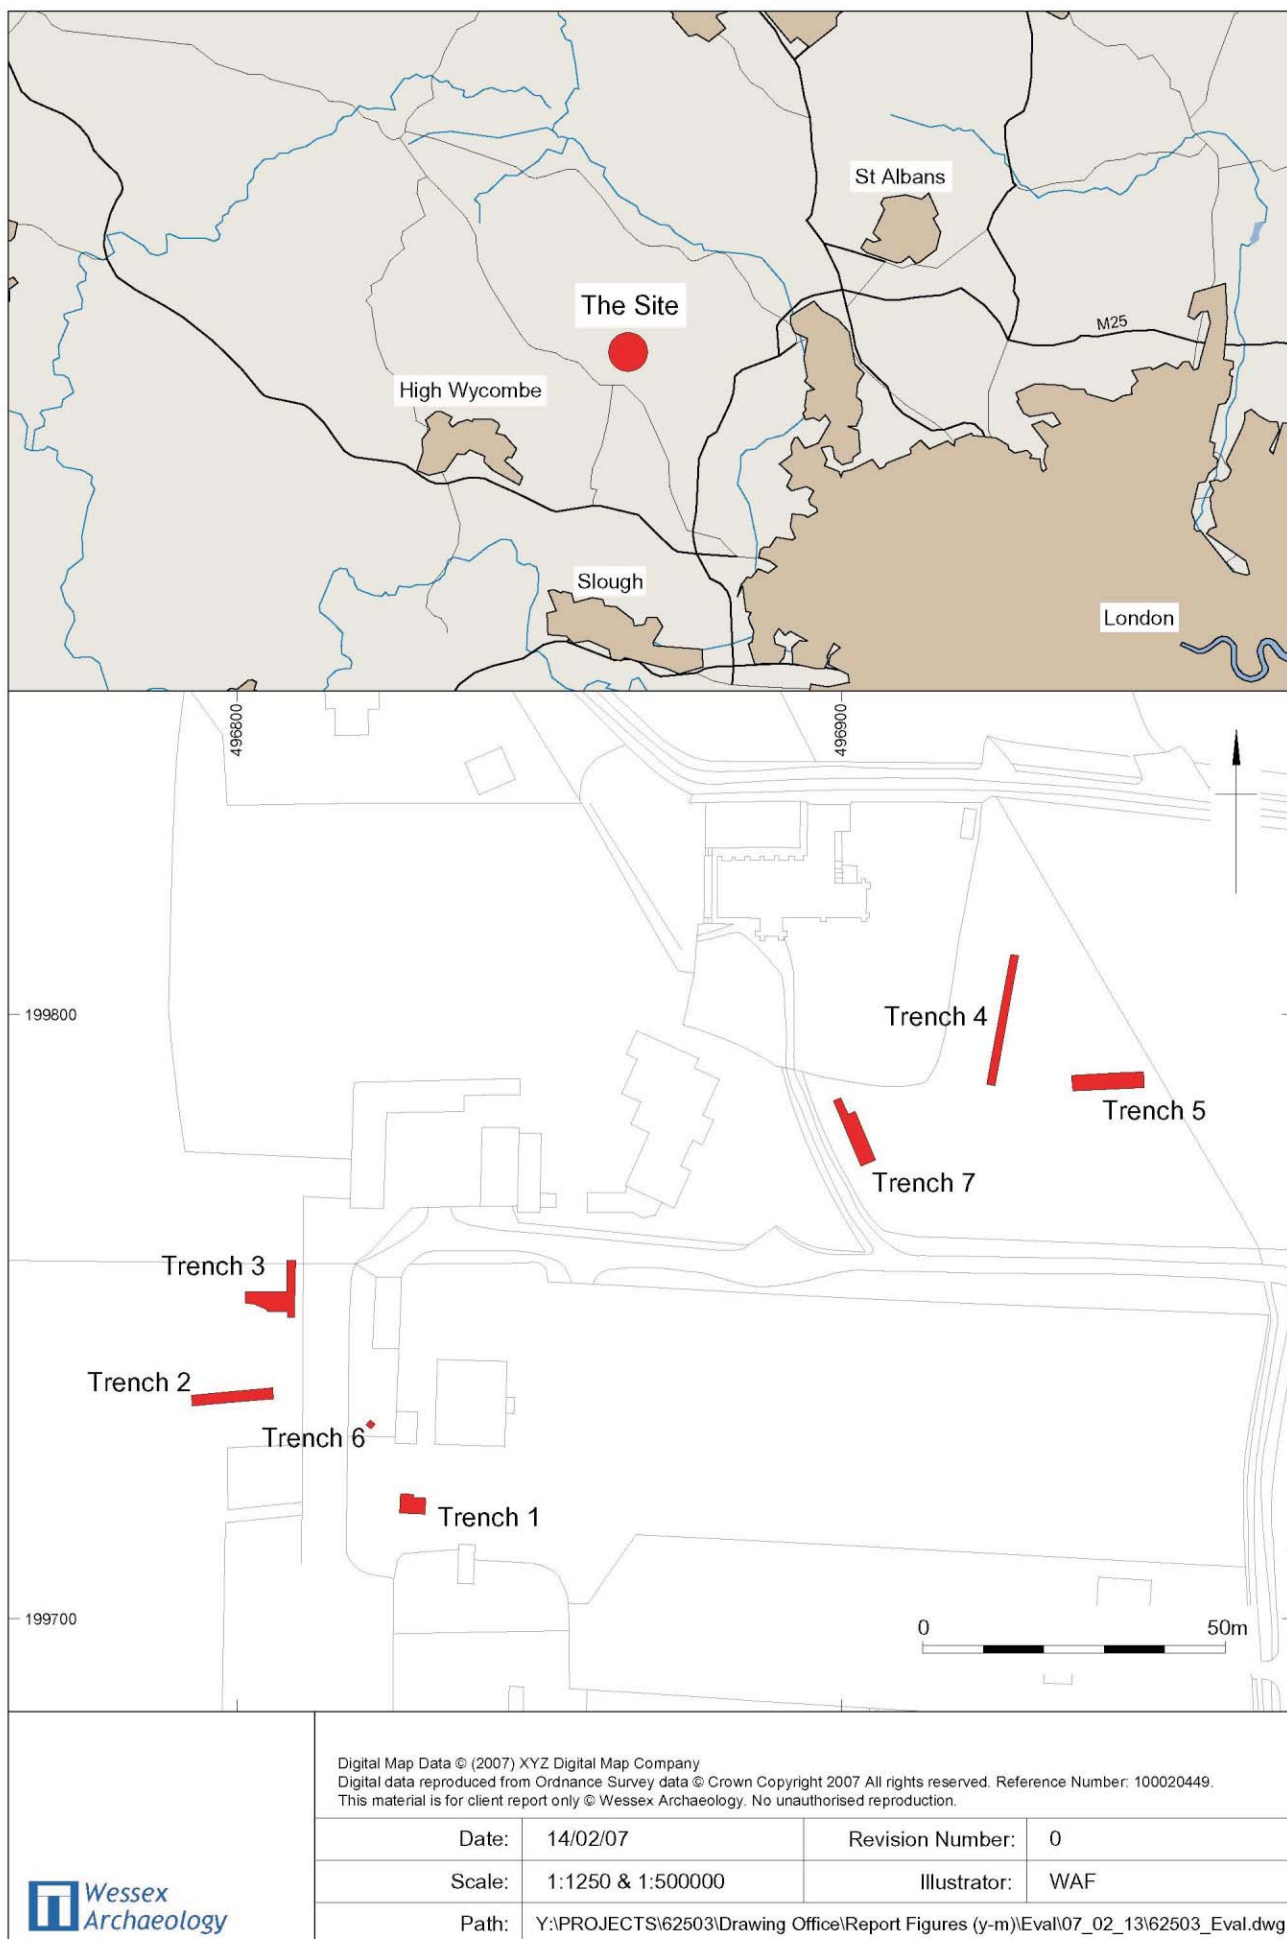 St Albans
The Site
M25
High Wycombe
Slough
London
496800
496900
199800
Trench 4
Trench 5
Trench 7
Trench 3
Trench 2
Trench 6
Trench 1
199700
0 50m
Digital Map Data © (2007) XYZ Digital Map Company
Digital data reproduced from Ordnance Survey data © Crown Copyright 2007 All rights reserved. Reference Number: 100020449.
This material is for client report only © Wessex Archaeology. No unauthorised reproduction.
Date: 14/02/07 Revision Number: 0
Scale: 1:1250 & 1:500000 Illustrator: WAF
Path: Y:\PROJECTS\62503\Drawing Office\Report Figures (y-m)\Eval\07_02_13\62503_Eval.dwg
Wessex
Archaeology